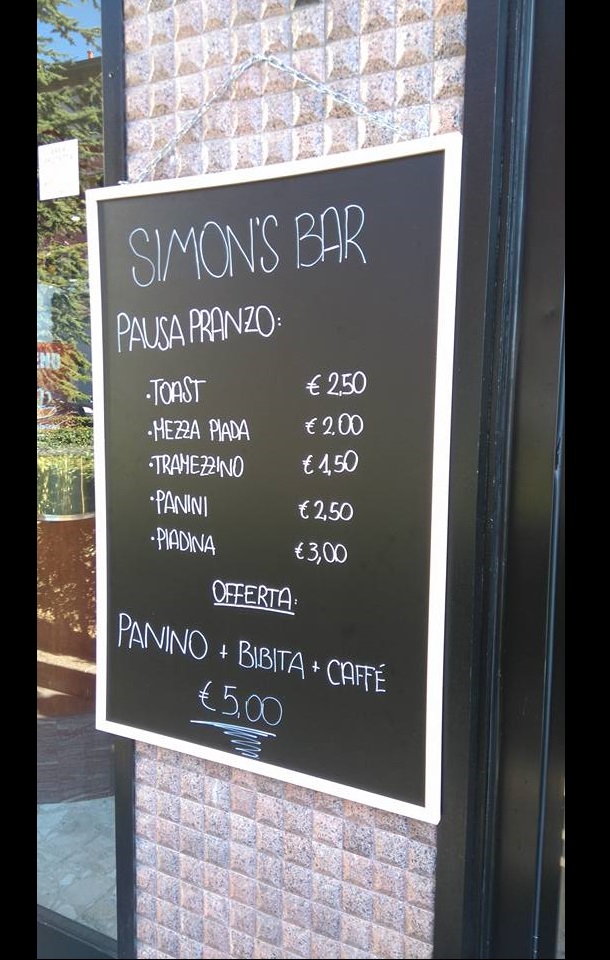 SIMON'S BAR
PAUSA PRANZO:
·TOAST € 2,50
·MEZZA PIADA € 2.00
·TRAMEZZINO € 1,50
·PANINI € 2,50
·PIADINA € 3,00
OFFERTA:
PANINO + BIBITA + CAFFÉ
€ 5,00